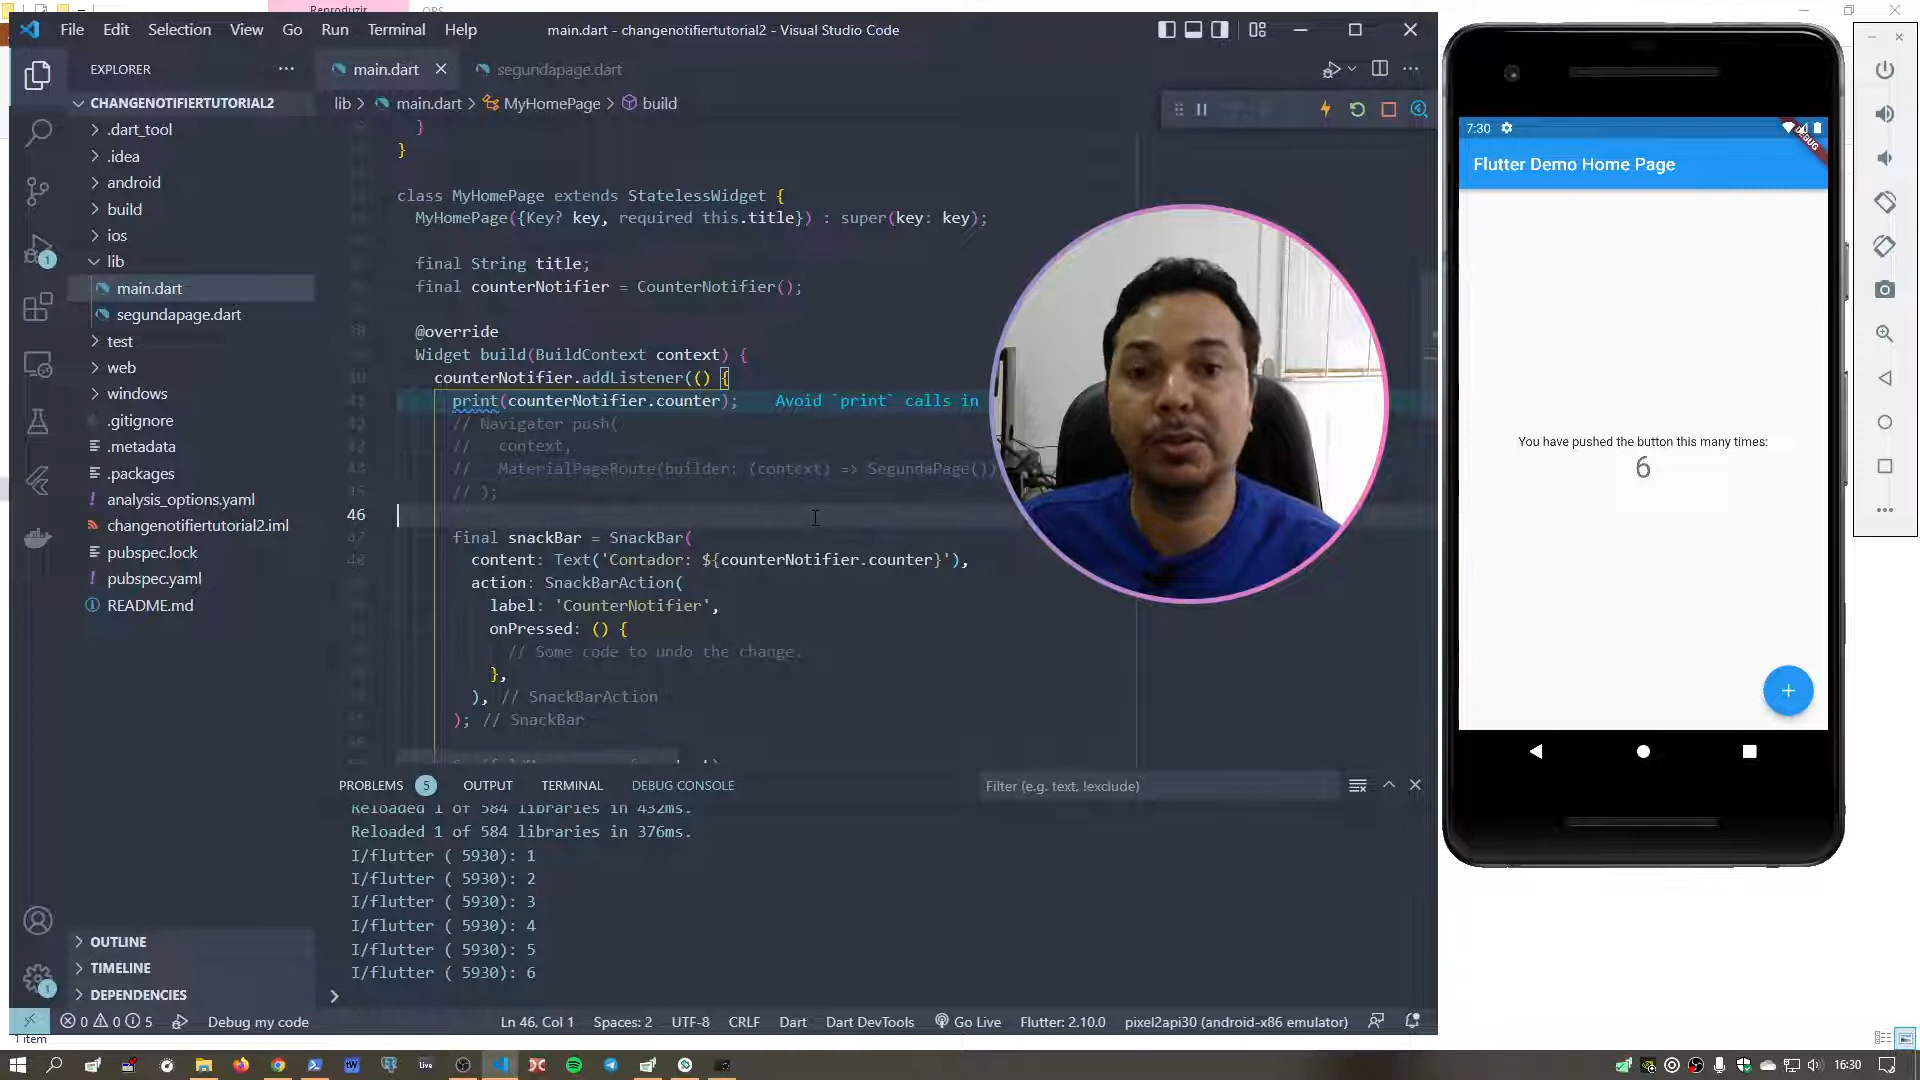 Reproduzir
File Edit Selection View Go Run Terminal Help
main.dart - changenotifiertutorial2 - Visual Studio Code
EXPLORER
CHANGENOTIFIERTUTORIAL2
.dart_tool
.idea
android
build
ios
lib
main.dart
segundapage.dart
test
web
windows
.gitignore
.metadata
.packages
analysis_options.yaml
changenotifiertutorial2.iml
pubspec.lock
pubspec.yaml
README.md
OUTLINE
TIMELINE
DEPENDENCIES
main.dart
segundapage.dart
lib > main.dart > MyHomePage > build
}
}
class MyHomePage extends StatelessWidget {
MyHomePage({Key? key, required this.title}) : super(key: key);
final String title;
final counterNotifier = CounterNotifier();
@override
Widget build(BuildContext context) {
counterNotifier.addListener(() {
print(counterNotifier.counter); Avoid `print` calls in
// Navigator push(
// context,
// MaterialPageRoute(builder: (context) => SegundaPage())
// );
46
final snackBar = SnackBar(
content: Text('Contador: ${counterNotifier.counter}'),
action: SnackBarAction(
label: 'CounterNotifier',
onPressed: () {
// Some code to undo the change.
},
), // SnackBarAction
); // SnackBar
PROBLEMS 5 OUTPUT TERMINAL DEBUG CONSOLE
Filter (e.g. text, !exclude)
Reloaded 1 of 584 libraries in 432ms.
Reloaded 1 of 584 libraries in 376ms.
I/flutter ( 5930): 1
I/flutter ( 5930): 2
I/flutter ( 5930): 3
I/flutter ( 5930): 4
I/flutter ( 5930): 5
I/flutter ( 5930): 6
0 0 5 Debug my code
Ln 46, Col 1 Spaces: 2 UTF-8 CRLF Dart Dart DevTools Go Live Flutter: 2.10.0 pixel2api30 (android-x86 emulator)
7:30
DEBUG
Flutter Demo Home Page
You have pushed the button this many times:
6
1 item
16:30